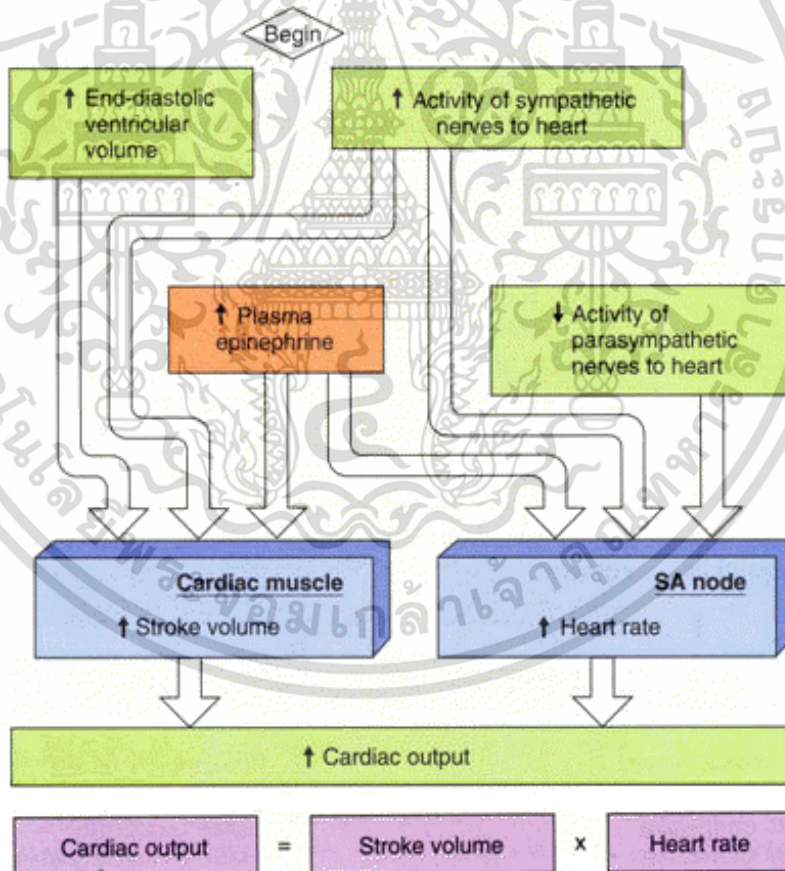 Begin
↑ End-diastolic
ventricular
volume
↑ Activity of sympathetic
nerves to heart
↑ Plasma
epinephrine
↓ Activity of
parasympathetic
nerves to heart
Cardiac muscle
↑ Stroke volume
SA node
↑ Heart rate
↑ Cardiac output
Cardiac output = Stroke volume x Heart rate